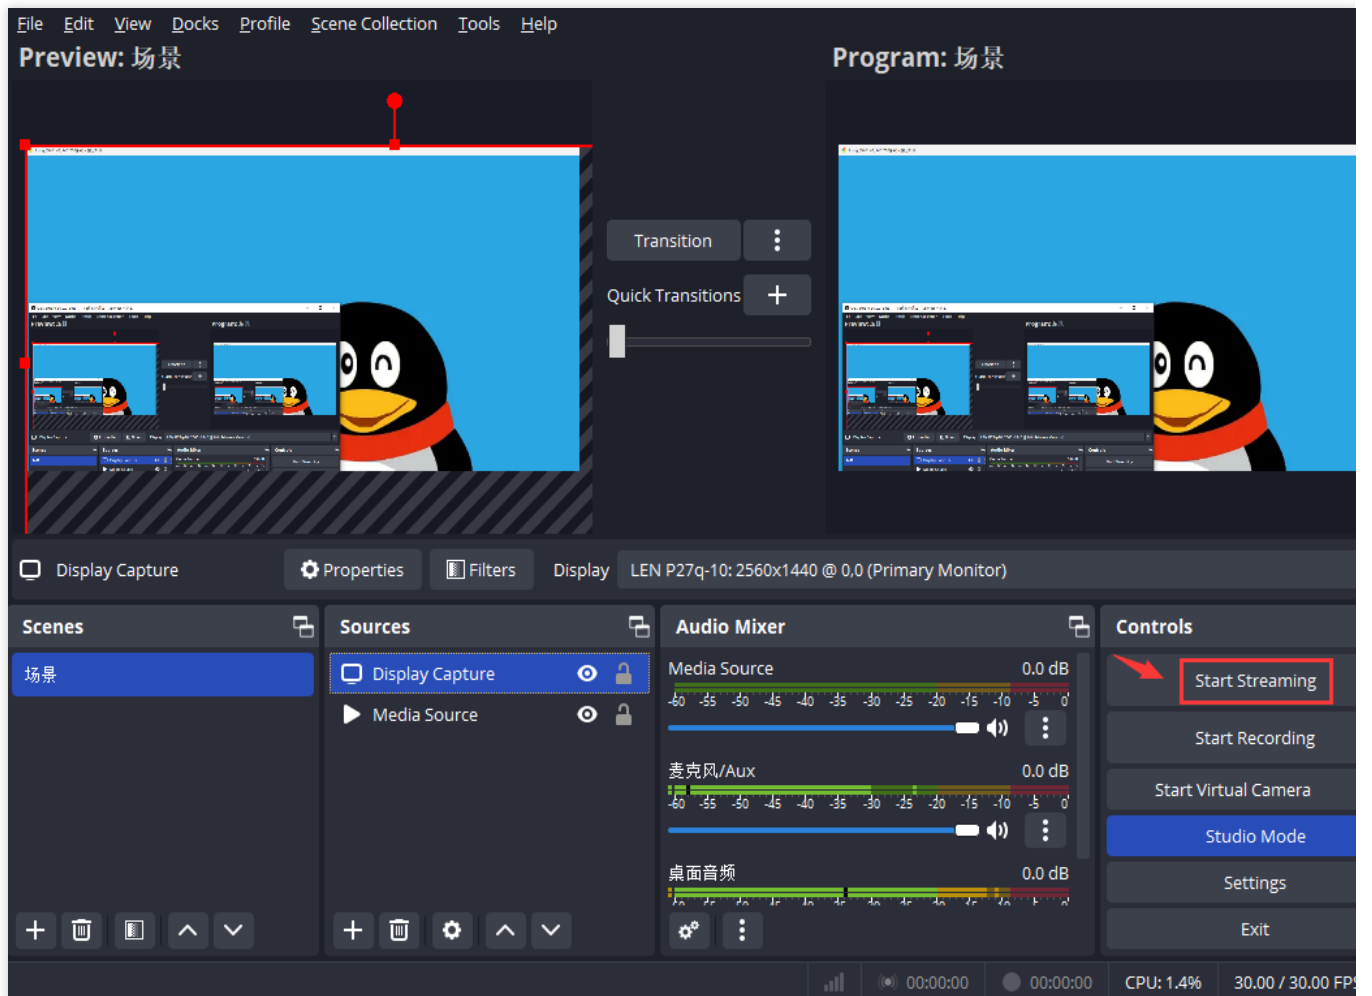 File Edit View Docks Profile Scene Collection Tools Help
Preview: 场景
Program: 场景
Transition
Quick Transitions
Display Capture
Properties
Filters
Display
LEN P27q-10: 2560x1440 @ 0,0 (Primary Monitor)
Scenes
场景
Sources
Display Capture
Media Source
Audio Mixer
Media Source 0.0 dB
-60 -55 -50 -45 -40 -35 -30 -25 -20 -15 -10 -5 0
麦克风/Aux 0.0 dB
-60 -55 -50 -45 -40 -35 -30 -25 -20 -15 -10 -5 0
桌面音频 0.0 dB
Controls
Start Streaming
Start Recording
Start Virtual Camera
Studio Mode
Settings
Exit
00:00:00
00:00:00
CPU: 1.4%
30.00 / 30.00 FPS